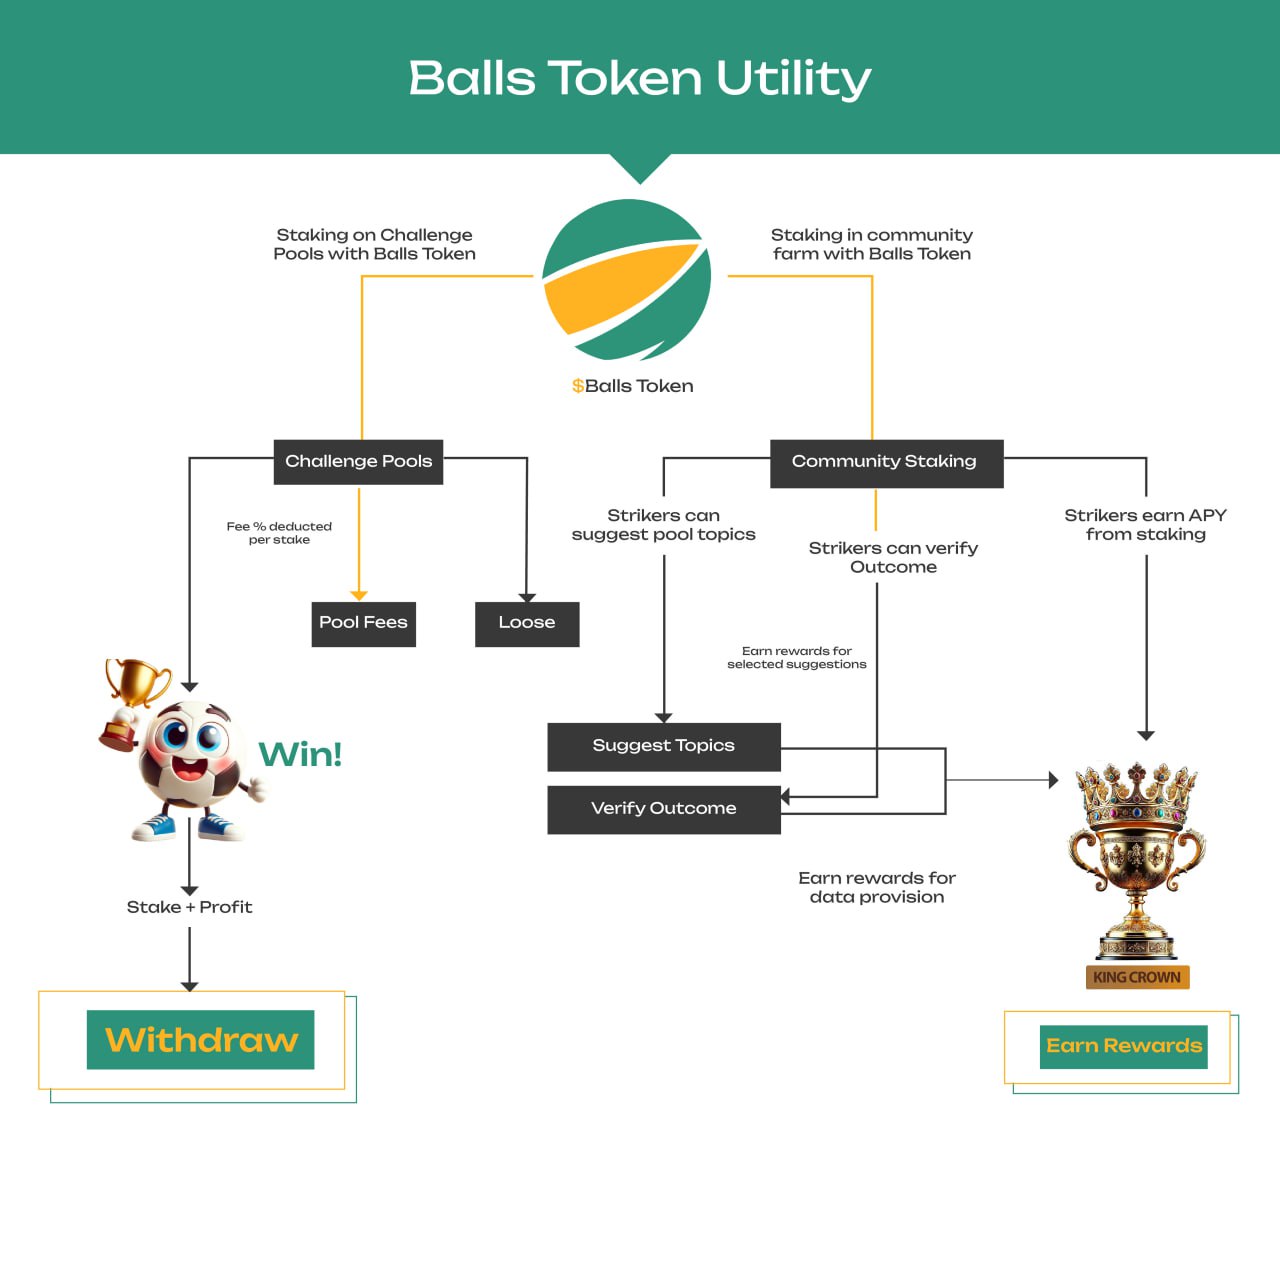 Balls Token Utility
Staking on Challenge
Pools with Balls Token
Staking in community
farm with Balls Token
$Balls Token
Challenge Pools
Community Staking
Fee % deducted
per stake
Strikers can
suggest pool topics
Strikers can verify
Outcome
Strikers earn APY
from staking
Pool Fees
Loose
Earn rewards for
selected suggestions
Win!
Suggest Topics
Verify Outcome
Earn rewards for
data provision
Stake + Profit
KING CROWN
Withdraw
Earn Rewards